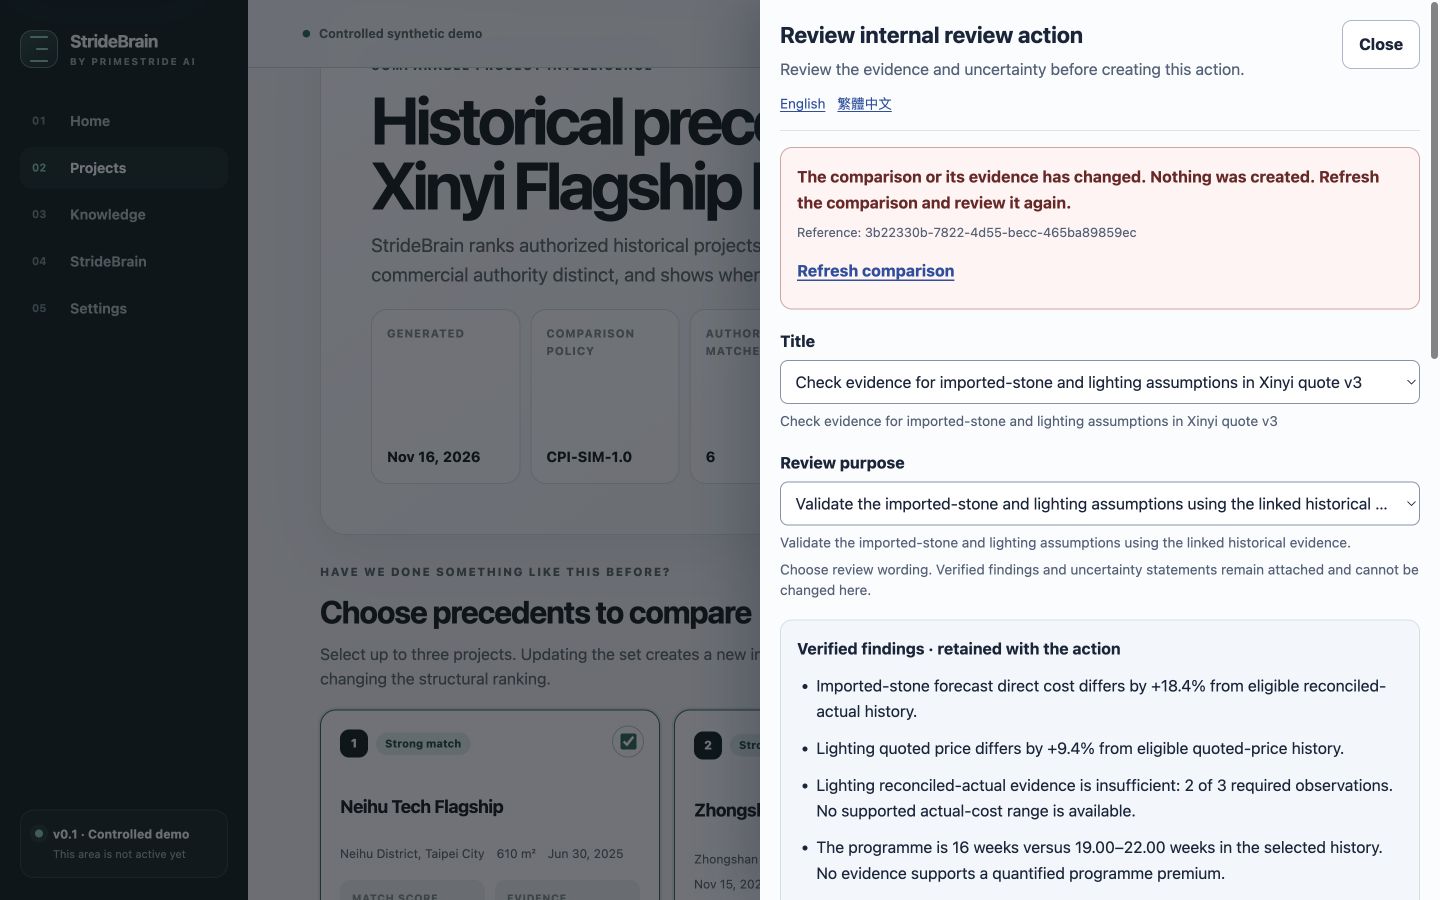 StrideBrain
BY PRIMESTRIDE AI
01 Home
02 Projects
03 Knowledge
04 StrideBrain
05 Settings
v0.1 · Controlled demo
This area is not active yet
Controlled synthetic demo
Historical prece
Xinyi Flagship
StrideBrain ranks authorized historical projects
commercial authority distinct, and shows wher
GENERATED
Nov 16, 2026
COMPARISON
POLICY
CPI-SIM-1.0
AUTHOR
MATCHE
6
HAVE WE DONE SOMETHING LIKE THIS BEFORE?
Choose precedents to compare
Select up to three projects. Updating the set creates a new in
changing the structural ranking.
1 Strong match
Neihu Tech Flagship
Neihu District, Taipei City 610 m² Jun 30, 2025
MATCH SCORE EVIDENCE
2 Stro
Zhongsh
Zhongshan
Nov 15, 202
Review internal review action
Close
Review the evidence and uncertainty before creating this action.
English 繁體中文
The comparison or its evidence has changed. Nothing was created. Refresh
the comparison and review it again.
Reference: 3b22330b-7822-4d55-becc-465ba89859ec
Refresh comparison
Title
Check evidence for imported-stone and lighting assumptions in Xinyi quote v3
Check evidence for imported-stone and lighting assumptions in Xinyi quote v3
Review purpose
Validate the imported-stone and lighting assumptions using the linked historical ...
Validate the imported-stone and lighting assumptions using the linked historical evidence.
Choose review wording. Verified findings and uncertainty statements remain attached and cannot be
changed here.
Verified findings · retained with the action
• Imported-stone forecast direct cost differs by +18.4% from eligible reconciled-
actual history.
• Lighting quoted price differs by +9.4% from eligible quoted-price history.
• Lighting reconciled-actual evidence is insufficient: 2 of 3 required observations.
No supported actual-cost range is available.
• The programme is 16 weeks versus 19.00–22.00 weeks in the selected history.
No evidence supports a quantified programme premium.